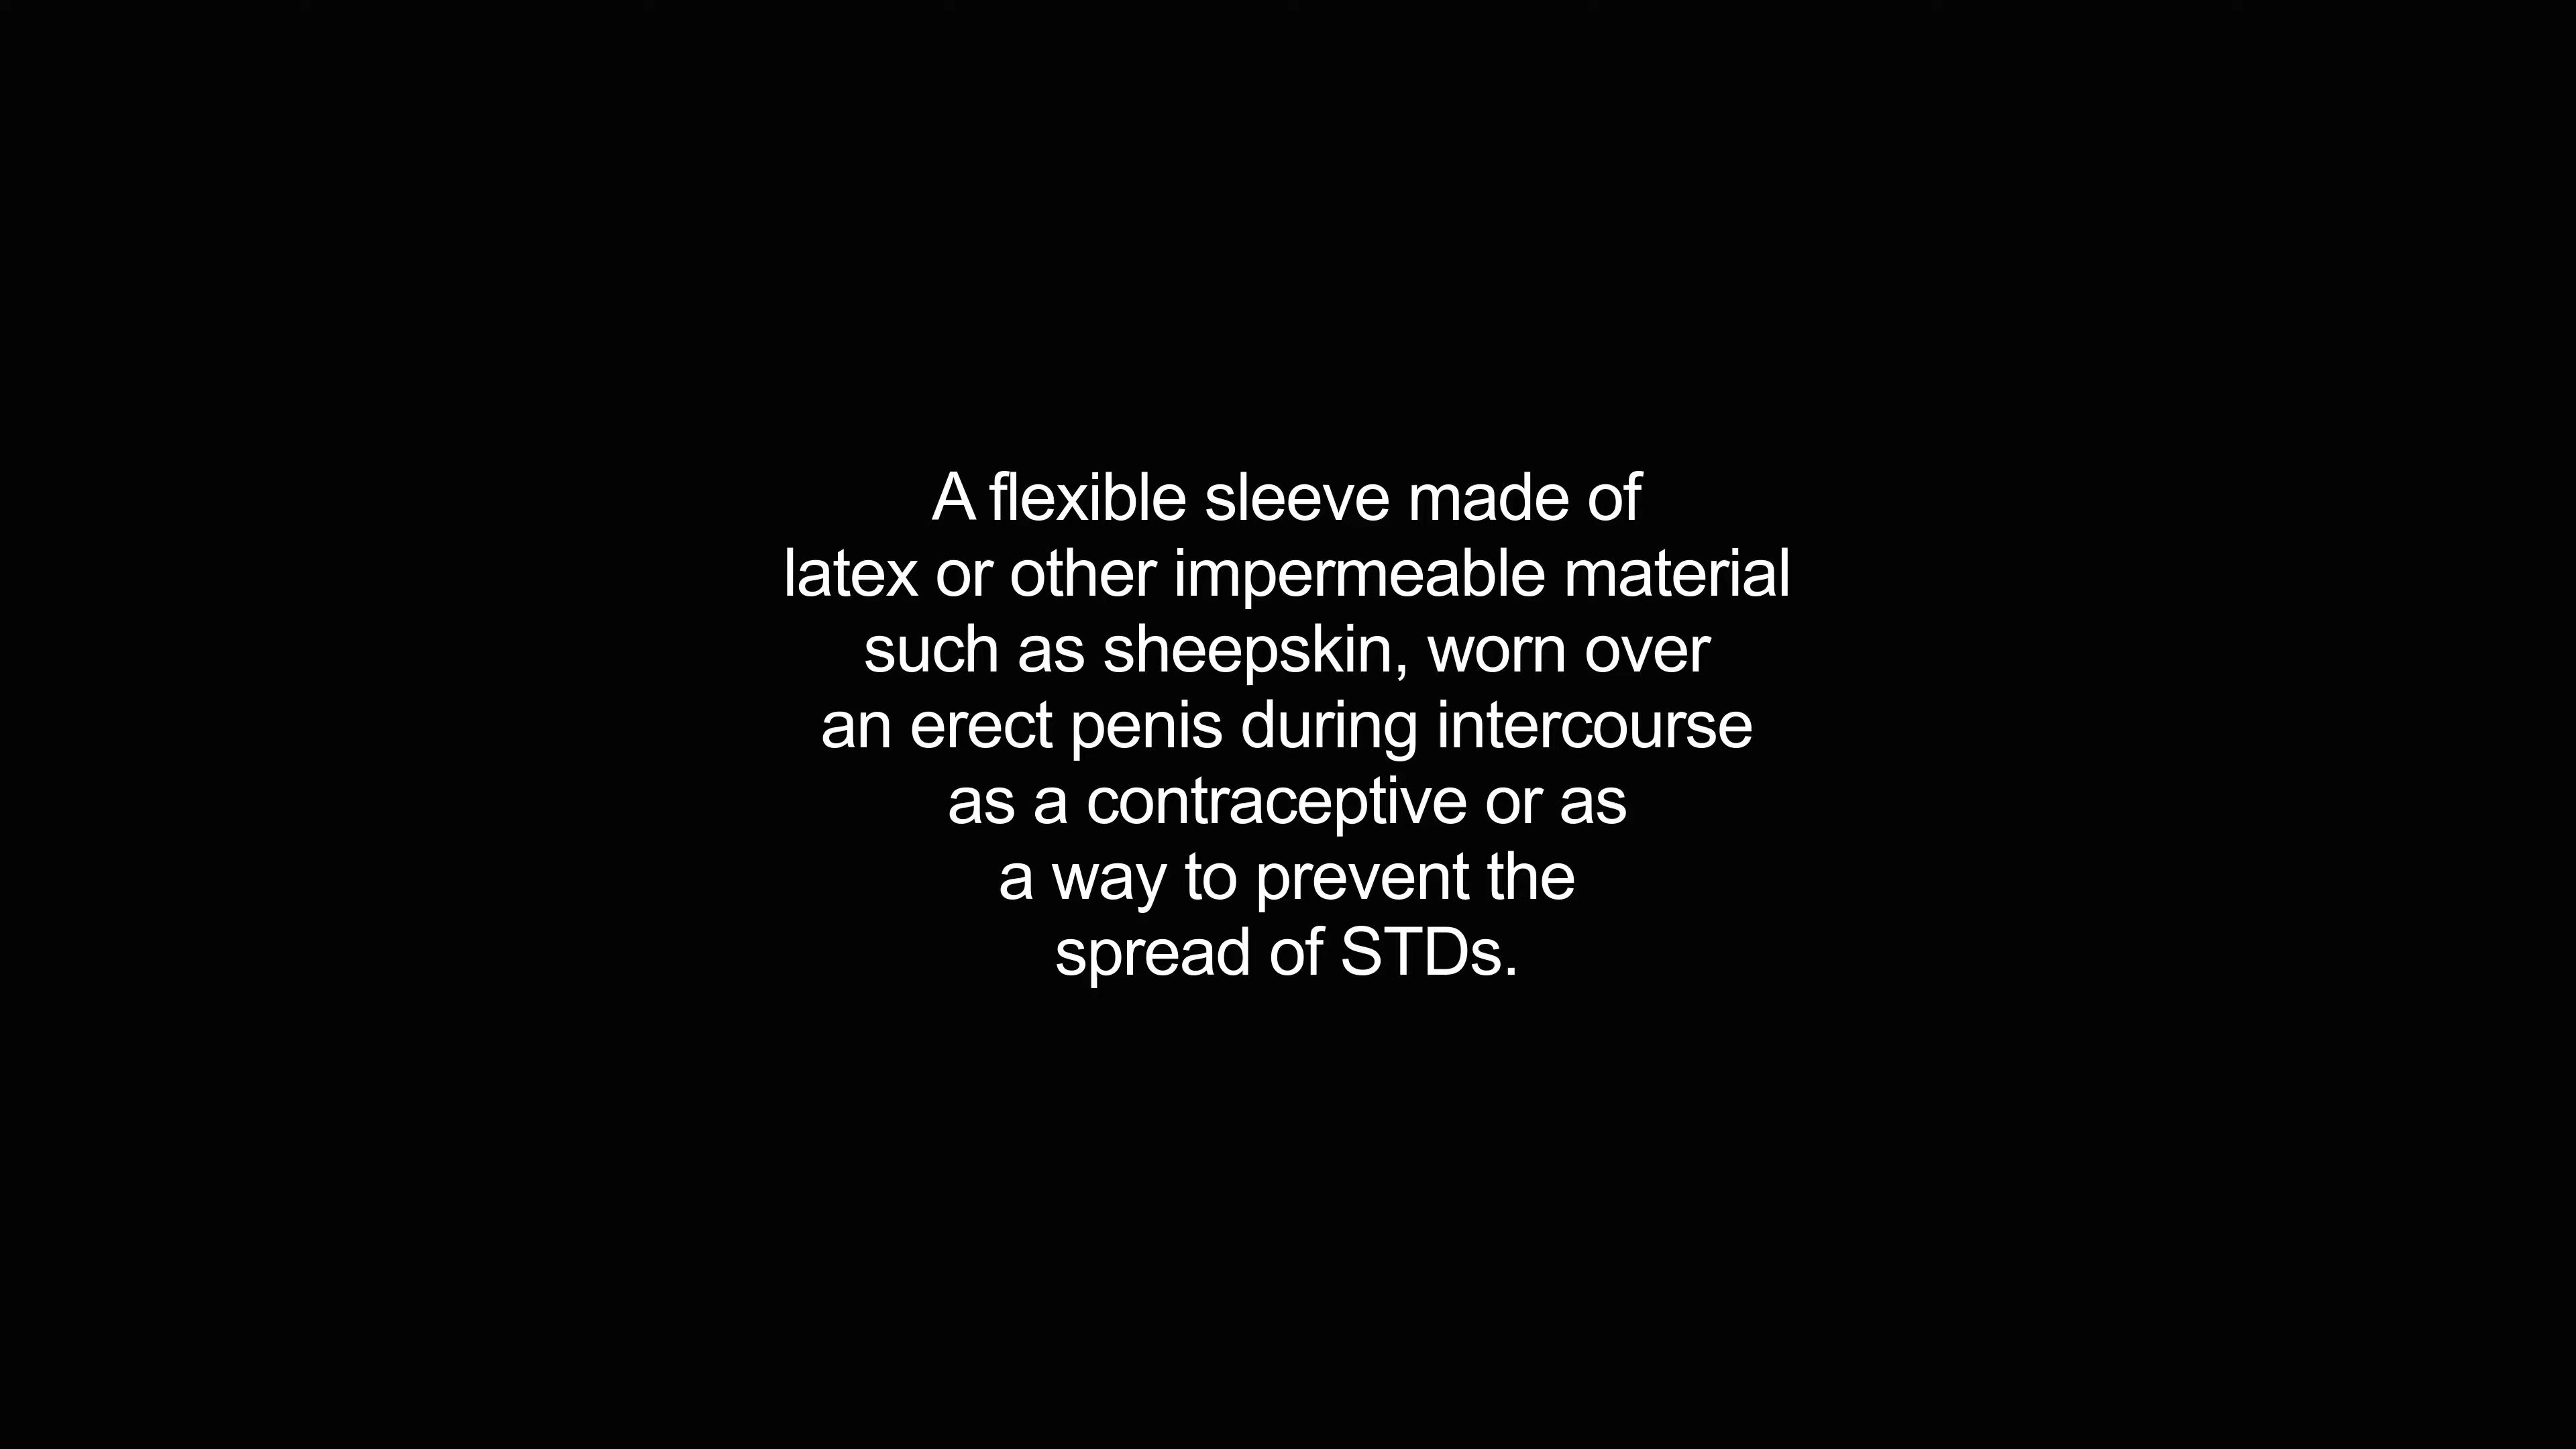 A flexible sleeve made of
latex or other impermeable material
such as sheepskin, worn over
an erect penis during intercourse
as a contraceptive or as
a way to prevent the
spread of STDs.